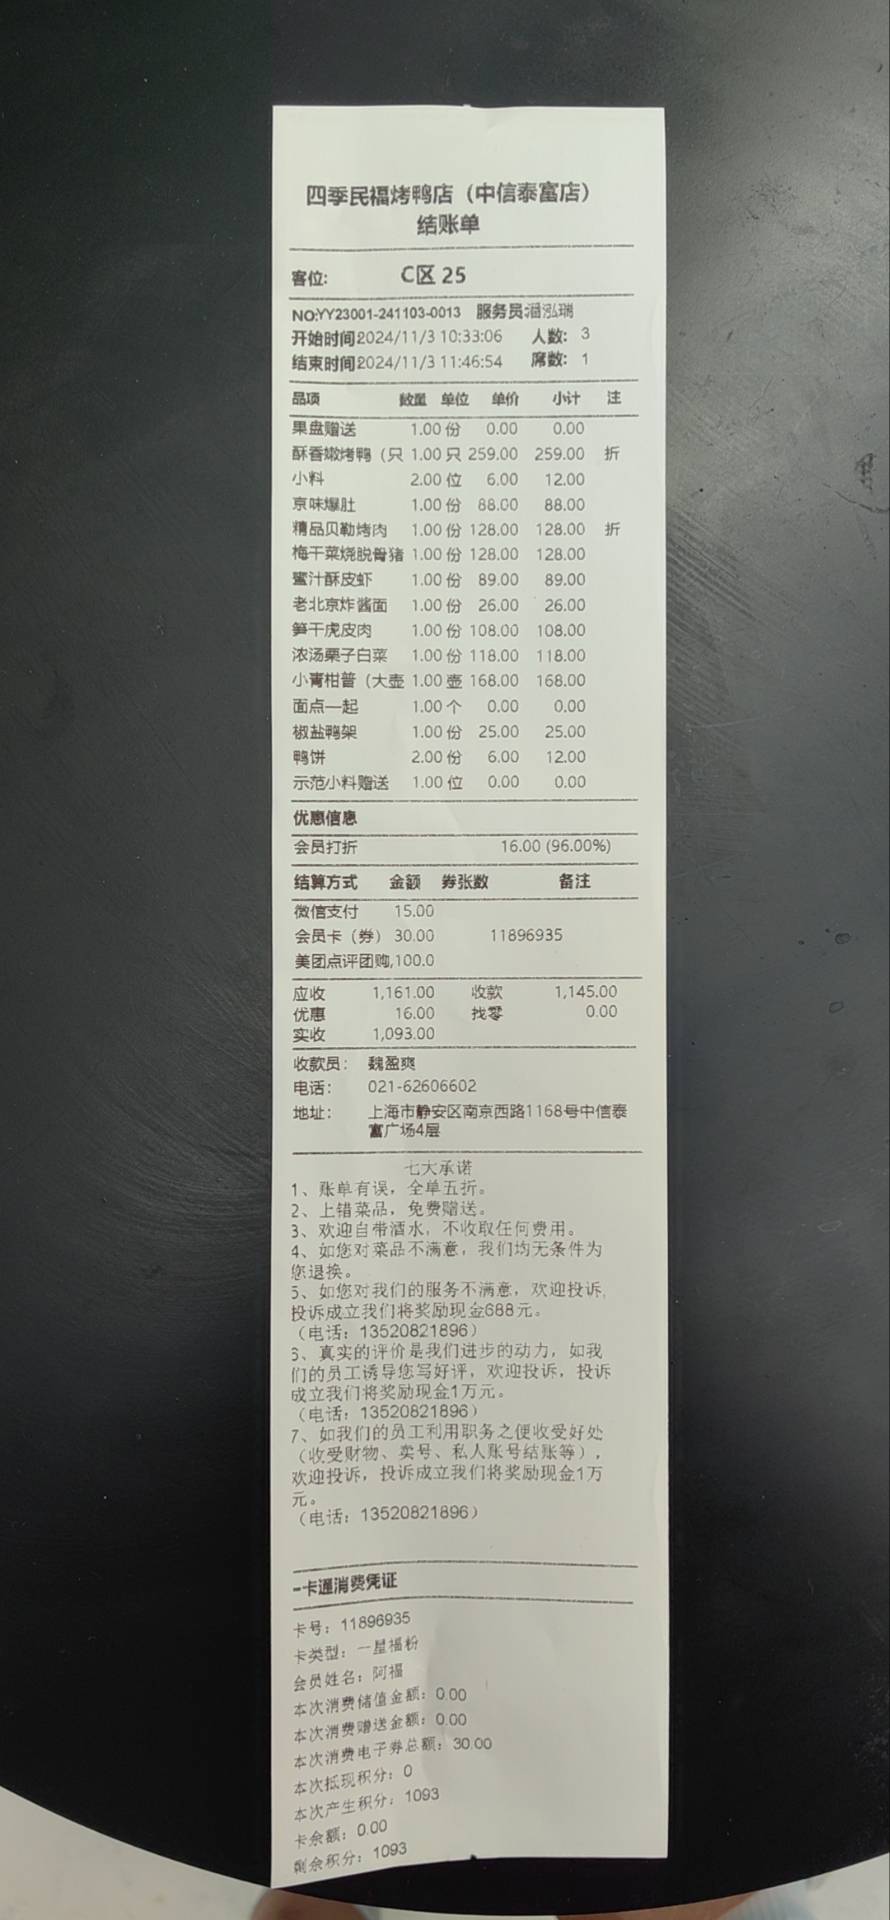 四季民福烤鸭店（中信泰富店）
结账单
客位: C区 25
NO:YY23001-241103-0013 服务员:潘泓瑞
开始时间:2024/11/3 10:33:06 人数: 3
结束时间:2024/11/3 11:46:54 席数: 1
品项 数量 单位 单价 小计 注
果盘赠送 1.00 份 0.00 0.00
酥香嫩烤鸭（只 1.00 只 259.00 259.00 折
小料 2.00 位 6.00 12.00
京味爆肚 1.00 份 88.00 88.00
精品贝勒烤肉 1.00 份 128.00 128.00 折
梅干菜烧脱骨猪 1.00 份 128.00 128.00
蜜汁酥皮虾 1.00 份 89.00 89.00
老北京炸酱面 1.00 份 26.00 26.00
笋干虎皮肉 1.00 份 108.00 108.00
浓汤栗子白菜 1.00 份 118.00 118.00
小青柑普（大壶 1.00 壶 168.00 168.00
面点一起 1.00 个 0.00 0.00
椒盐鸭架 1.00 份 25.00 25.00
鸭饼 2.00 份 6.00 12.00
示范小料赠送 1.00 位 0.00 0.00
优惠信息
会员打折 16.00 (96.00%)
结算方式 金额 券张数 备注
微信支付 15.00
会员卡（券） 30.00 11896935
美团点评团购,100.0
应收 1,161.00 收款 1,145.00
优惠 16.00 找零 0.00
实收 1,093.00
收款员: 魏盈爽
电话: 021-62606602
地址: 上海市静安区南京西路1168号中信泰
富广场4层
七大承诺
1、账单有误，全单五折。
2、上错菜品，免费赠送。
3、欢迎自带酒水，不收取任何费用。
4、如您对菜品不满意，我们均无条件为
您退换。
5、如您对我们的服务不满意，欢迎投诉,
投诉成立我们将奖励现金688元。
（电话：13520821896）
6、真实的评价是我们进步的动力，如我
们的员工诱导您写好评，欢迎投诉，投诉
成立我们将奖励现金1万元。
（电话：13520821896）
7、如我们的员工利用职务之便收受好处
（收受财物、卖号、私人账号结账等），
欢迎投诉，投诉成立我们将奖励现金1万
元。
（电话：13520821896）
一卡通消费凭证
卡号：11896935
卡类型：一星福粉
会员姓名：阿福
本次消费储值金额：0.00
本次消费赠送金额：0.00
本次消费电子券总额：30.00
本次抵现积分：0
本次产生积分：1093
卡余额：0.00
剩余积分：1093